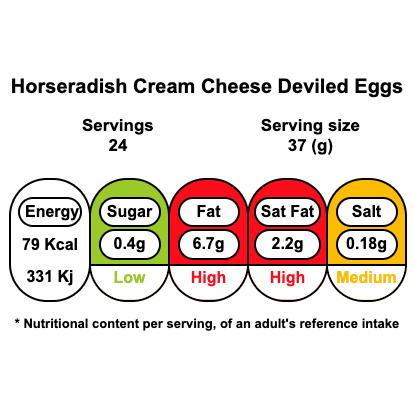 Horseradish Cream Cheese Deviled Eggs
Servings Serving size
24 37 (g)
Energy Sugar Fat Sat Fat Salt
79 Kcal 0.4g 6.7g 2.2g 0.18g
331 Kj Low High High Medium
* Nutritional content per serving, of an adult's reference intake